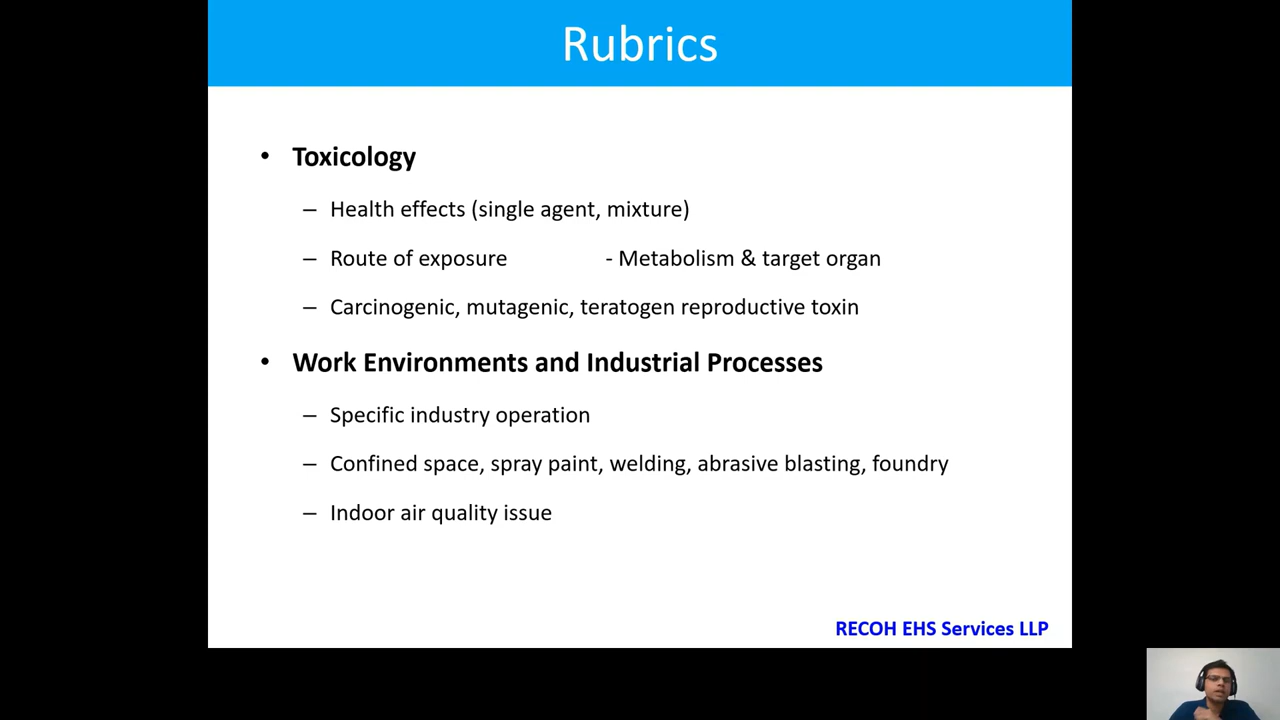 Rubrics
• Toxicology
– Health effects (single agent, mixture)
– Route of exposure - Metabolism & target organ
– Carcinogenic, mutagenic, teratogen reproductive toxin
• Work Environments and Industrial Processes
– Specific industry operation
– Confined space, spray paint, welding, abrasive blasting, foundry
– Indoor air quality issue
RECOH EHS Services LLP